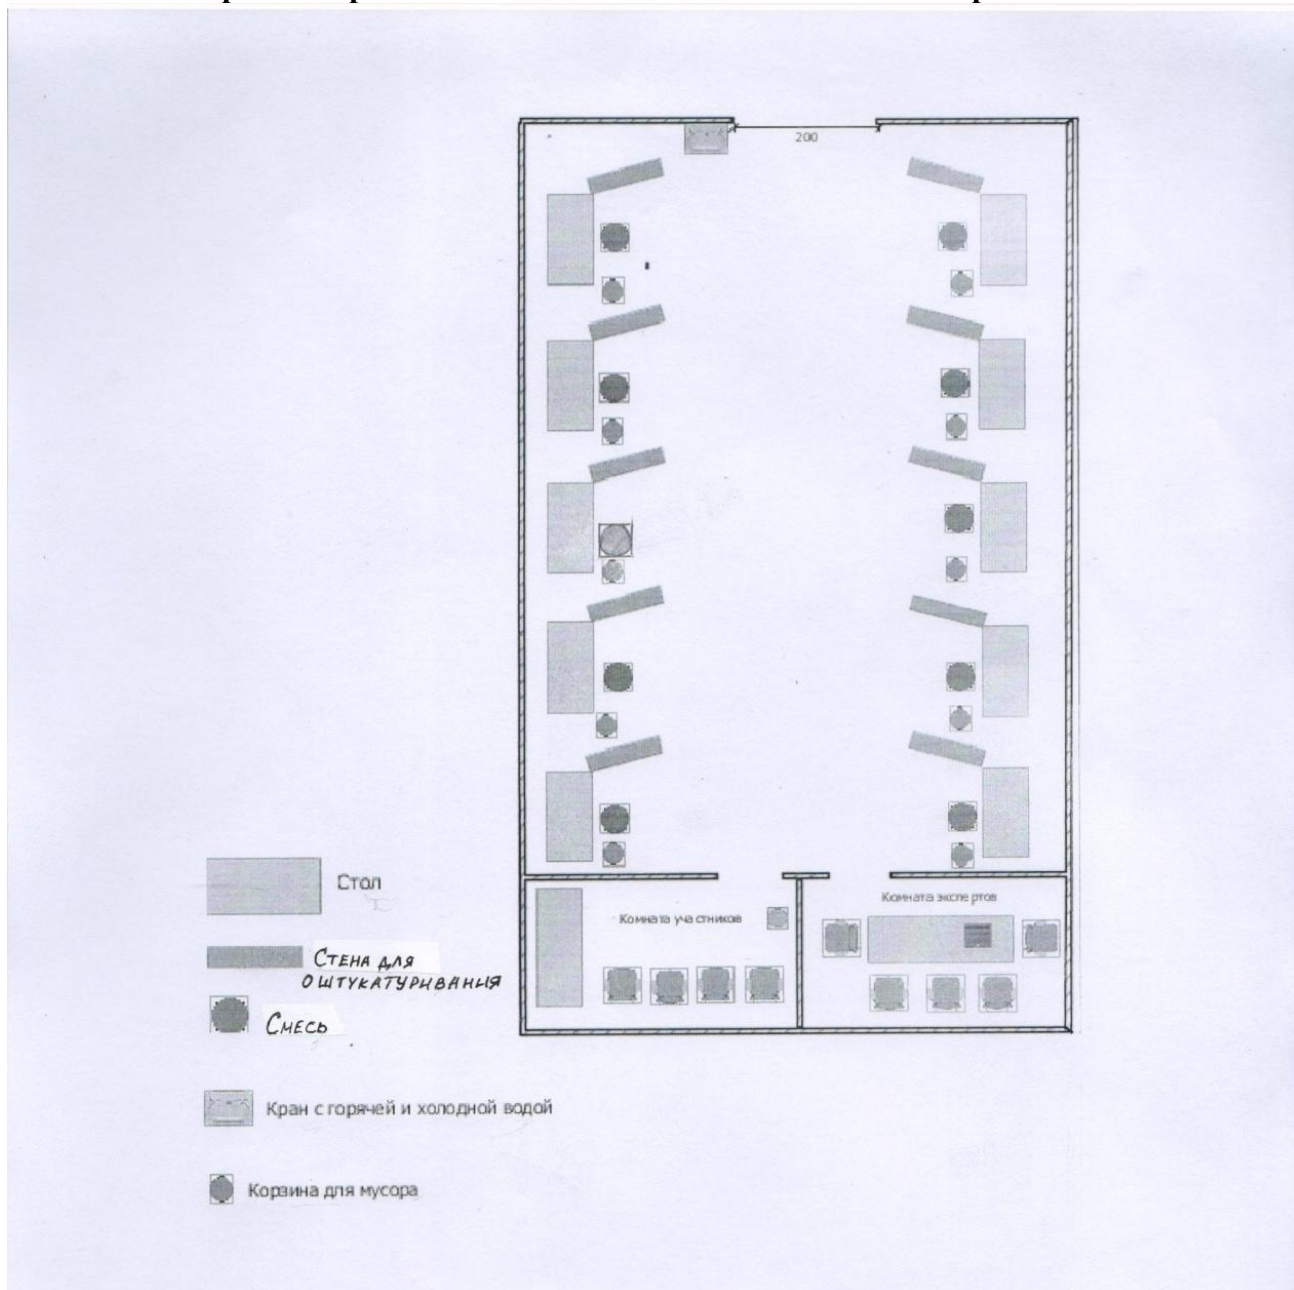 200
Стол
Комната участников
Комната экспертов
Стена для
оштукатуривания
Смесь
Кран с горячей и холодной водой
Корзина для мусора